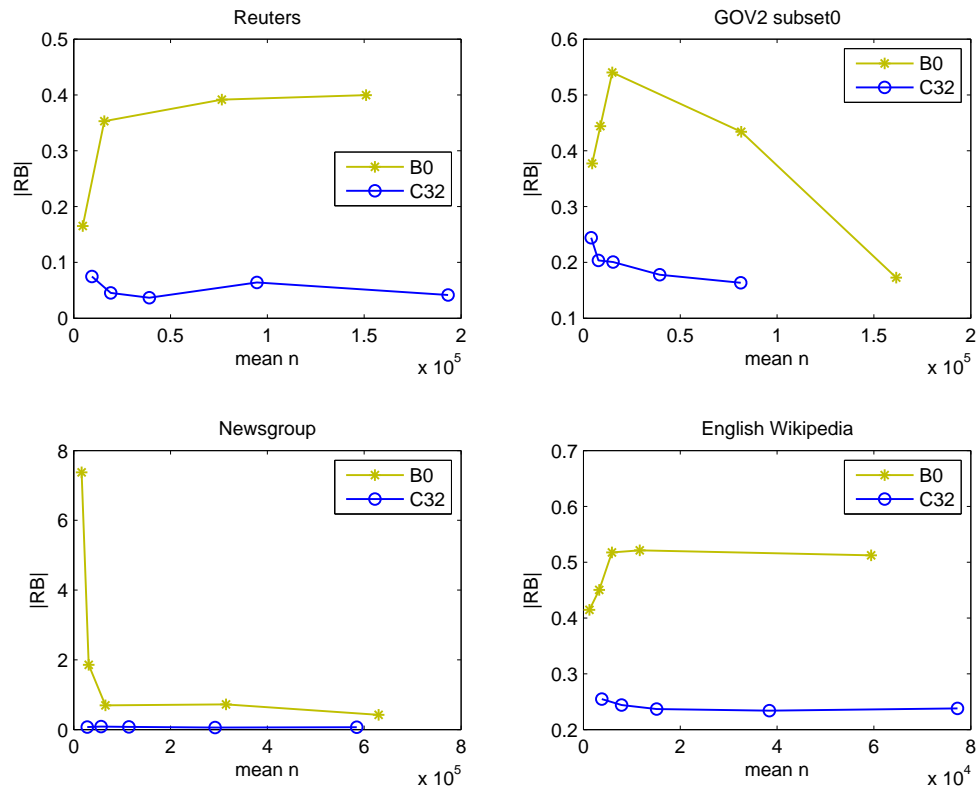 Reuters
0.5
0.4
0.3
0.2
0.1
0
|RB|
B0
C32
0 0.5 1 1.5 2
mean n
x 10^5
GOV2 subset0
0.6
0.5
0.4
0.3
0.2
0.1
|RB|
B0
C32
0 0.5 1 1.5 2
mean n
x 10^5
Newsgroup
8
6
4
2
0
|RB|
B0
C32
0 2 4 6 8
mean n
x 10^5
English Wikipedia
0.7
0.6
0.5
0.4
0.3
0.2
|RB|
B0
C32
0 2 4 6 8
mean n
x 10^4